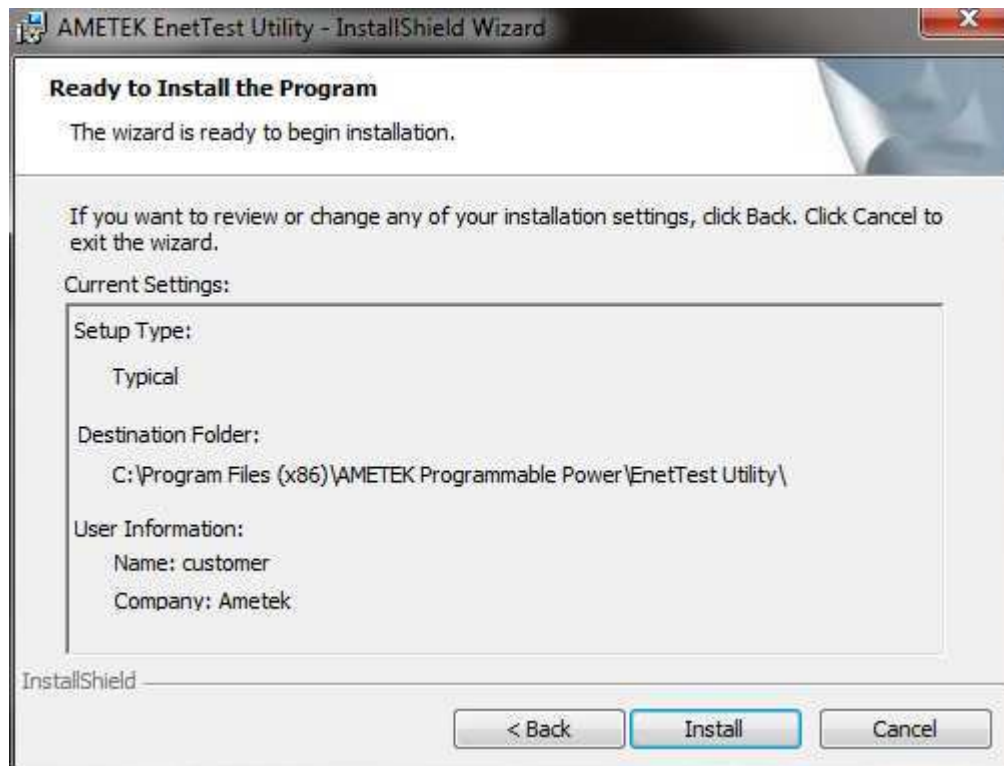 AMETEK EnetTest Utility - InstallShield Wizard
Ready to Install the Program
The wizard is ready to begin installation.
If you want to review or change any of your installation settings, click Back. Click Cancel to
exit the wizard.
Current Settings:
Setup Type:
Typical
Destination Folder:
C:\Program Files (x86)\AMETEK Programmable Power\EnetTest Utility\
User Information:
Name: customer
Company: Ametek
InstallShield
< Back
Install
Cancel